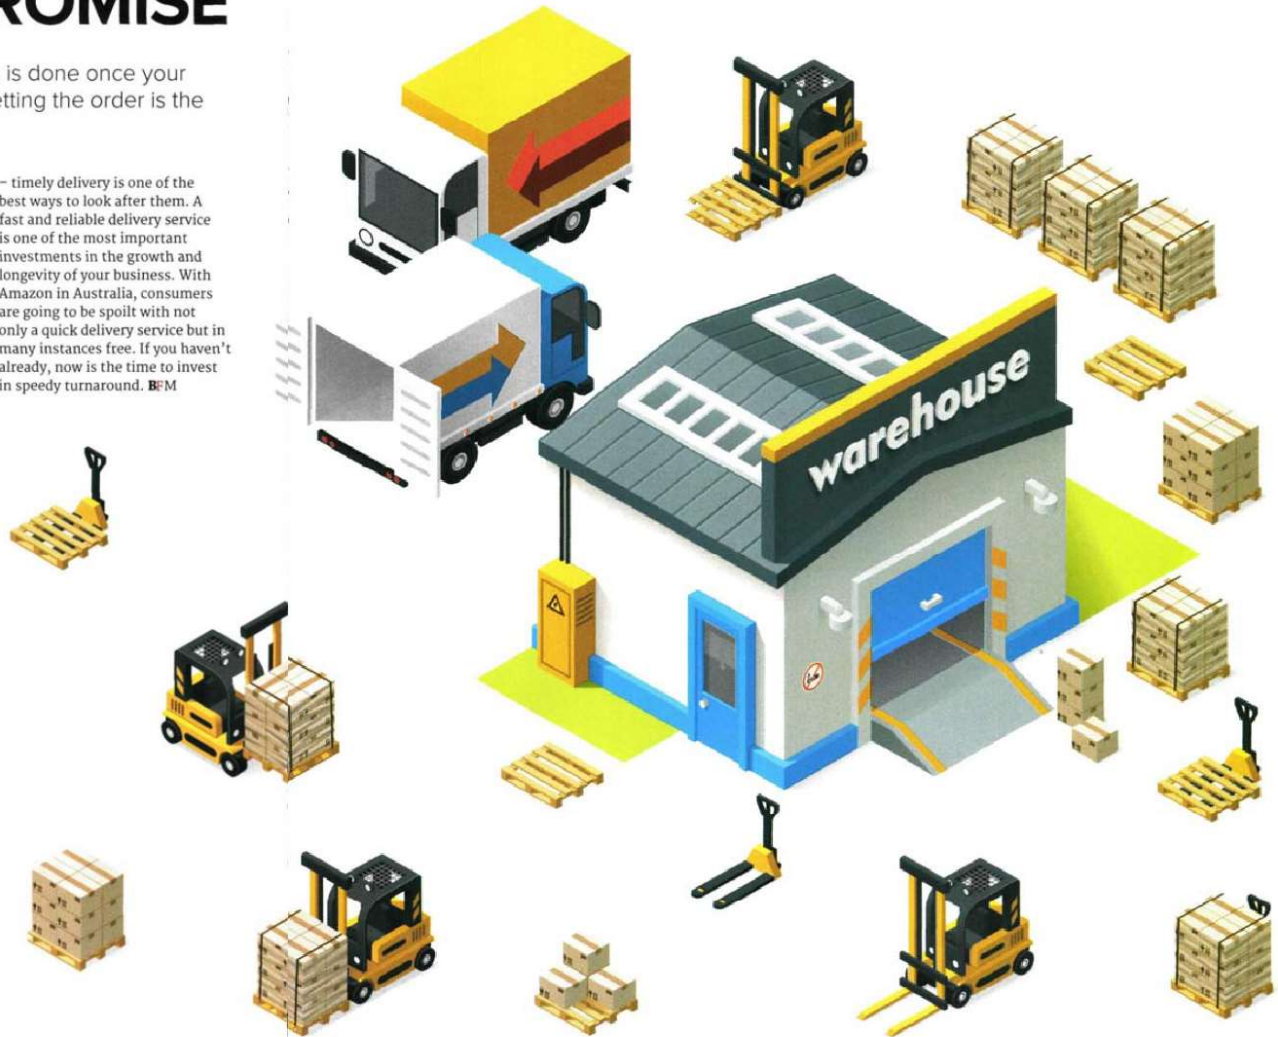 ROMISE
is done once your
etting the order is the
– timely delivery is one of the
best ways to look after them. A
fast and reliable delivery service
is one of the most important
investments in the growth and
longevity of your business. With
Amazon in Australia, consumers
are going to be spoilt with not
only a quick delivery service but in
many instances free. If you haven't
already, now is the time to invest
in speedy turnaround. BFM
warehouse